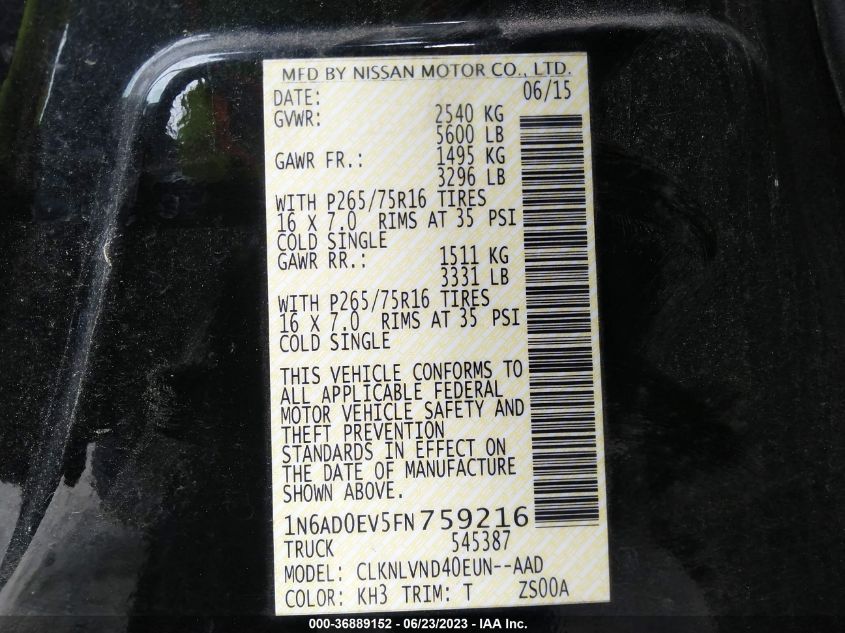 MFD BY NISSAN MOTOR CO., LTD.
DATE: 06/15
GVWR: 2540 KG
5600 LB
GAWR FR.: 1495 KG
3296 LB
WITH P265/75R16 TIRES
16 X 7.0 RIMS AT 35 PSI
COLD SINGLE
GAWR RR.: 1511 KG
3331 LB
WITH P265/75R16 TIRES
16 X 7.0 RIMS AT 35 PSI
COLD SINGLE
THIS VEHICLE CONFORMS TO
ALL APPLICABLE FEDERAL
MOTOR VEHICLE SAFETY AND
THEFT PREVENTION
STANDARDS IN EFFECT ON
THE DATE OF MANUFACTURE
SHOWN ABOVE.
1N6AD0EV5FN759216
TRUCK 545387
MODEL: CLKNLVND40EUN--AAD
COLOR: KH3 TRIM: T ZS00A
000-36889152 - 06/23/2023 - IAA Inc.